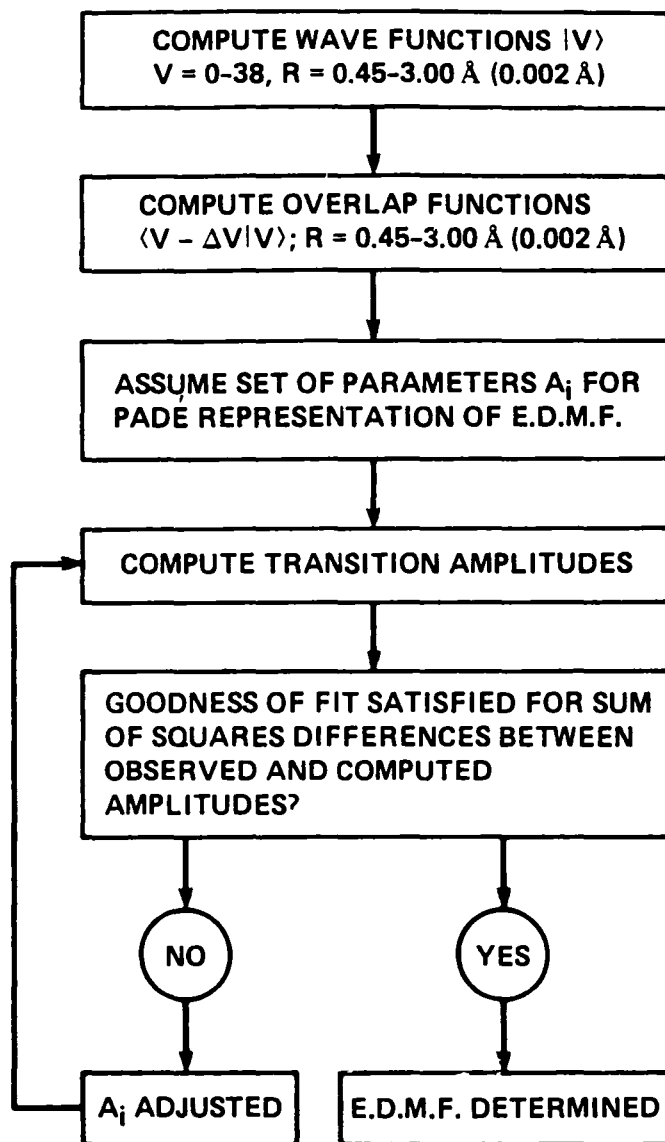 COMPUTE WAVE FUNCTIONS |V⟩
V = 0-38, R = 0.45-3.00 Å (0.002 Å)
COMPUTE OVERLAP FUNCTIONS
⟨V - ΔV|V⟩; R = 0.45-3.00 Å (0.002 Å)
ASSUME SET OF PARAMETERS Aᵢ FOR
PADE REPRESENTATION OF E.D.M.F.
COMPUTE TRANSITION AMPLITUDES
GOODNESS OF FIT SATISFIED FOR SUM
OF SQUARES DIFFERENCES BETWEEN
OBSERVED AND COMPUTED
AMPLITUDES?
NO
YES
Aᵢ ADJUSTED
E.D.M.F. DETERMINED